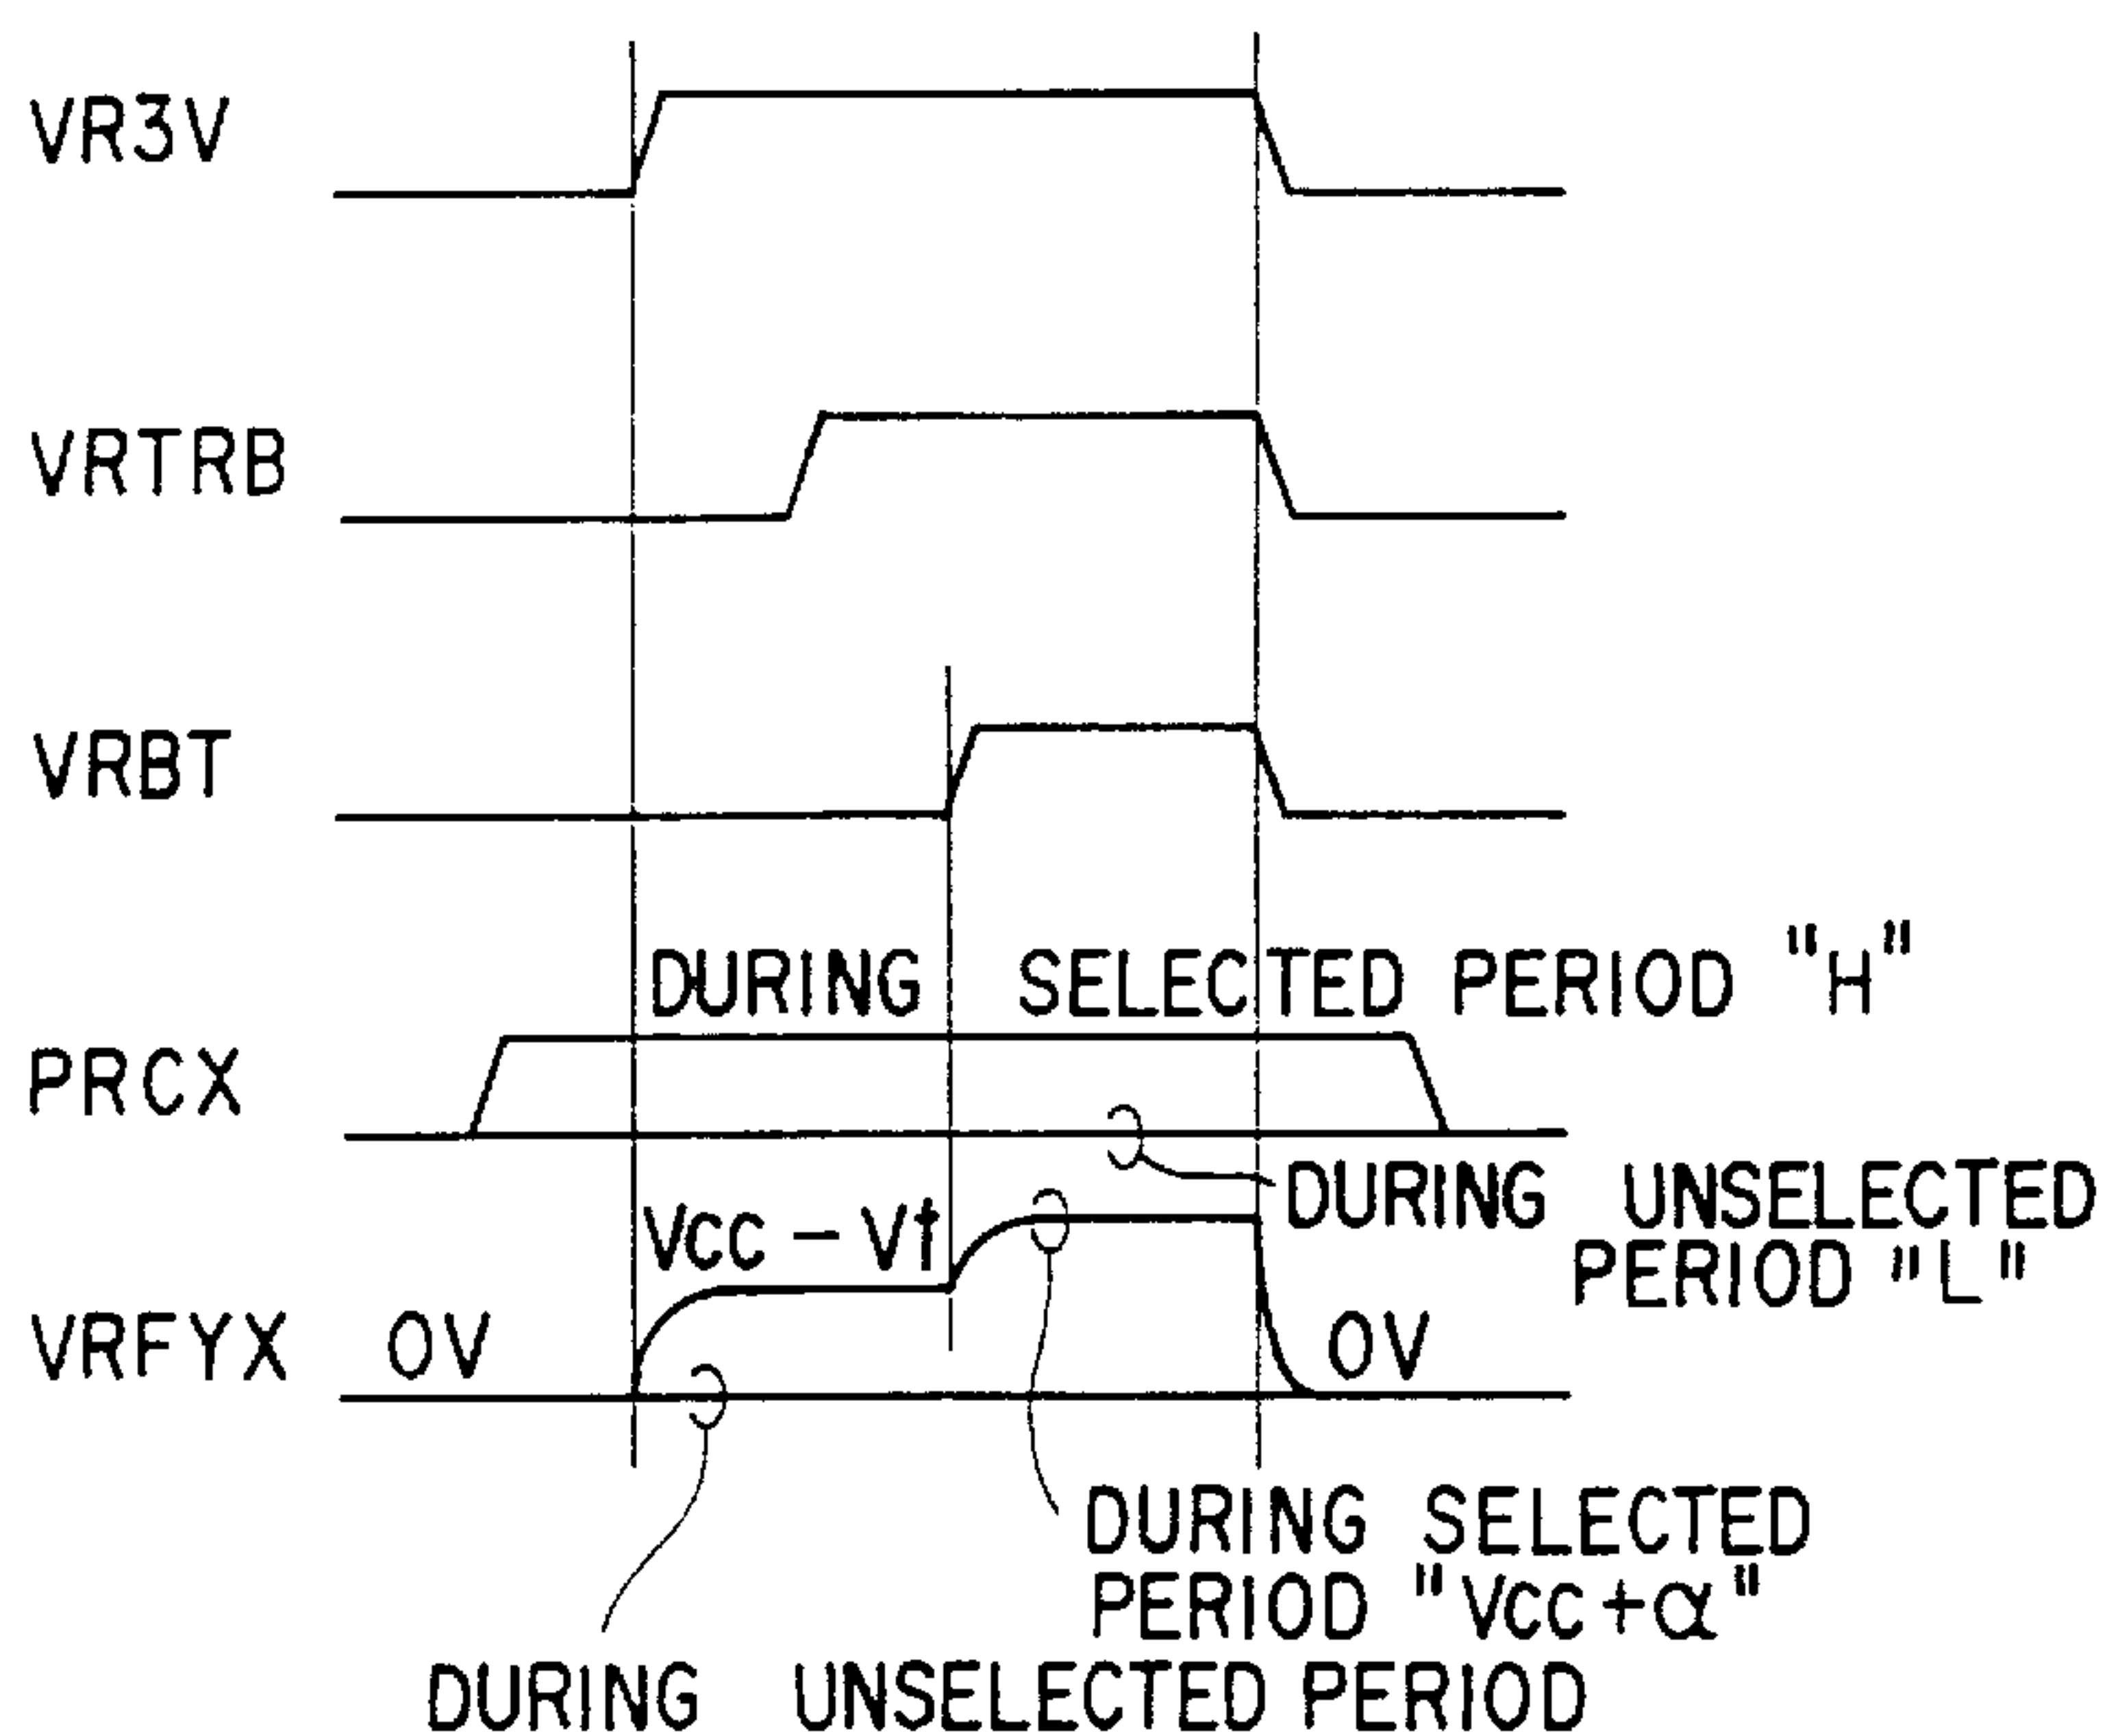 VR3V
VRTRB
VRBT
DURING SELECTED PERIOD "H"
PRCX
DURING UNSELECTED
PERIOD "L"
Vcc - Vt
VRFYX 0V 0V
DURING SELECTED
PERIOD "Vcc+α"
DURING UNSELECTED PERIOD